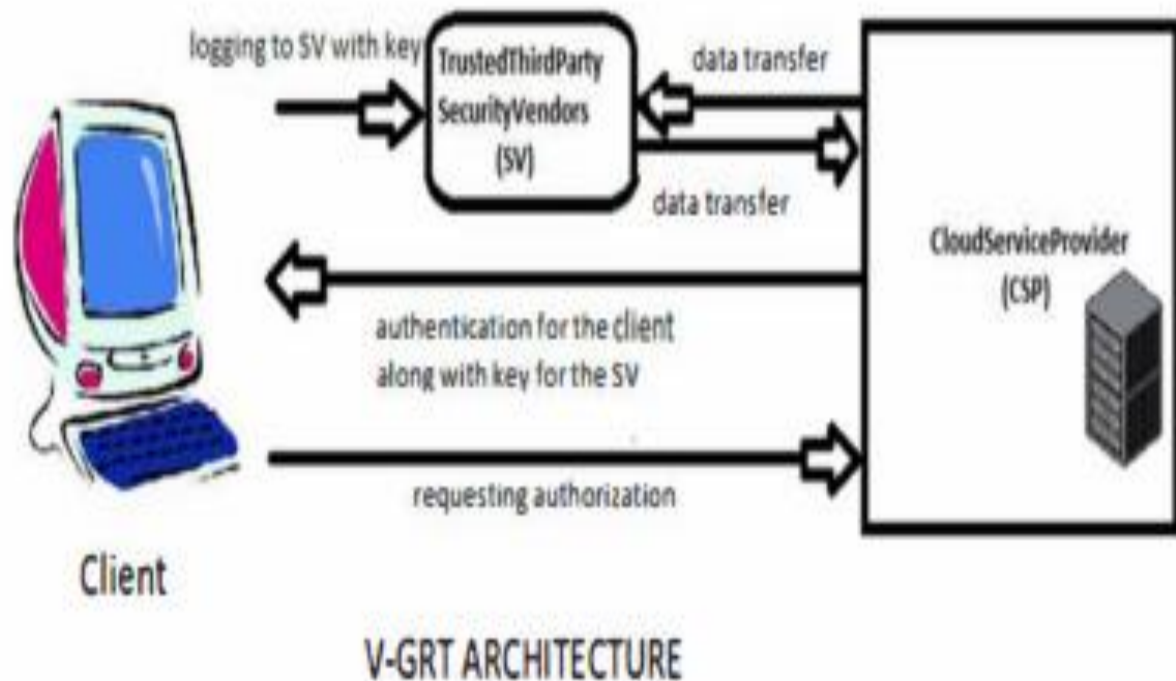 logging to SV with key
TrustedThirdParty
SecurityVendors
(SV)
data transfer
data transfer
CloudServiceProvider
(CSP)
authentication for the client
along with key for the SV
requesting authorization
Client
V-GRT ARCHITECTURE